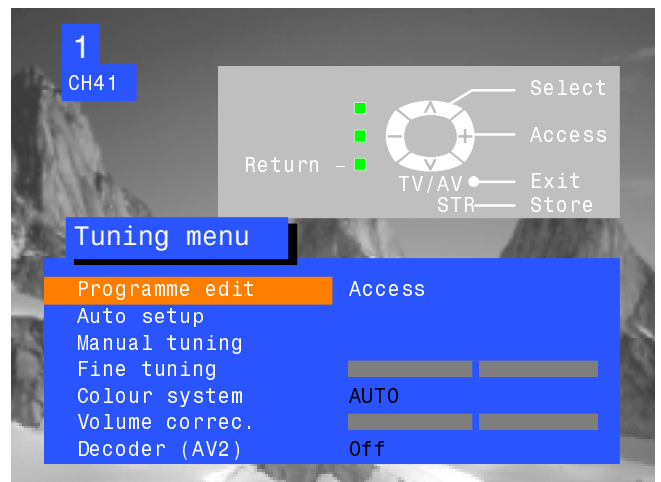 1
CH41
Select
Access
Return –
TV/AV Exit
STR Store
Tuning menu
Programme edit Access
Auto setup
Manual tuning
Fine tuning
Colour system AUTO
Volume correc.
Decoder (AV2) Off